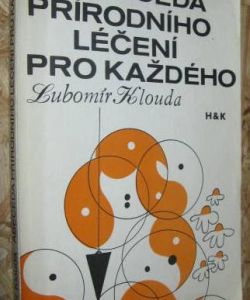 PŘÍRODNÍHO
LÉČENÍ
PRO KAŽDÉHO
Lubomír Klouda
H&K